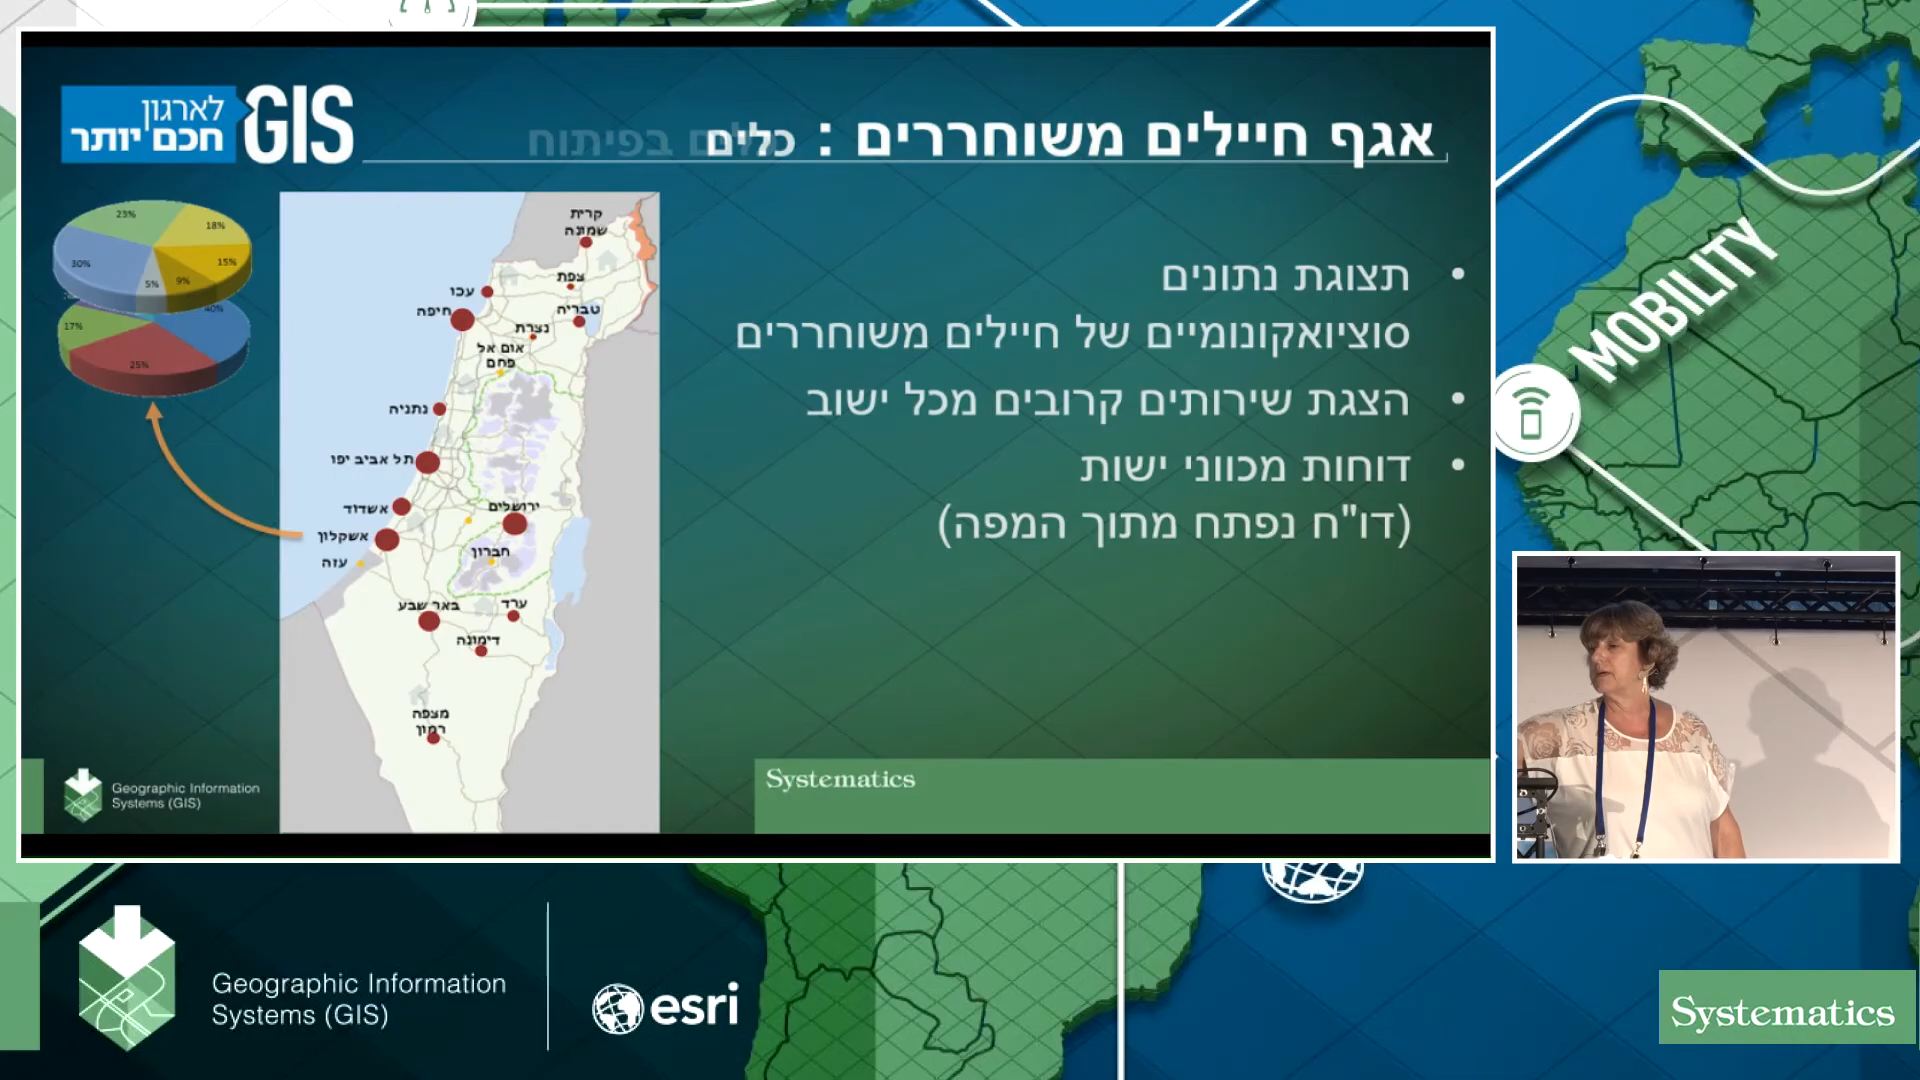 אגף חיילים משוחררים : כלים
כלים בפיתוח
GIS
לארגון
חכם יותר
תצוגת נתונים
סוציואקונומיים של חיילים משוחררים
הצגת שירותים קרובים מכל ישוב
דוחות מכווני ישות
(דו"ח נפתח מתוך המפה)
23%
18%
30%
15%
5%
9%
40%
17%
25%
קרית
שמונה
צפת
עכו
טבריה
חיפה
נצרת
אום אל
פחם
נתניה
תל אביב יפו
ירושלים
אשדוד
אשקלון
חברון
עזה
ערד
באר שבע
דימונה
מצפה
רמון
Geographic Information
Systems (GIS)
Systematics
MOBILITY
Geographic Information
Systems (GIS)
esri
Systematics